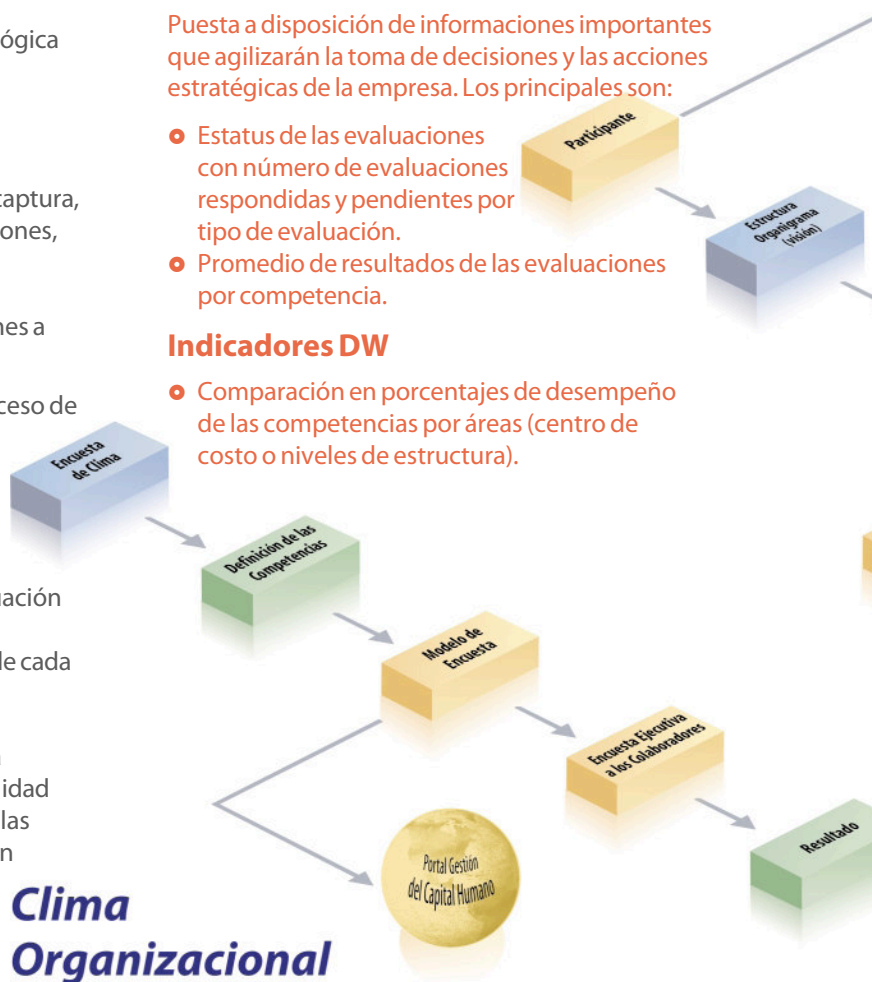 ógica
captura,
ones,
nes a
ceso de
uación
de cada
idad
las
n
Puesta a disposición de informaciones importantes
que agilizarán la toma de decisiones y las acciones
estratégicas de la empresa. Los principales son:
Estatus de las evaluaciones
con número de evaluaciones
respondidas y pendientes por
tipo de evaluación.
Promedio de resultados de las evaluaciones
por competencia.
Indicadores DW
Comparación en porcentajes de desempeño
de las competencias por áreas (centro de
costo o niveles de estructura).
Participante
Estructura
Organigrama
(visión)
Encuesta
de Clima
Definición de las
Competencias
Modelo de
Encuesta
Encuesta Ejecutiva
a los Colaboradores
Resultado
Portal Gestión
del Capital Humano
Clima
Organizacional